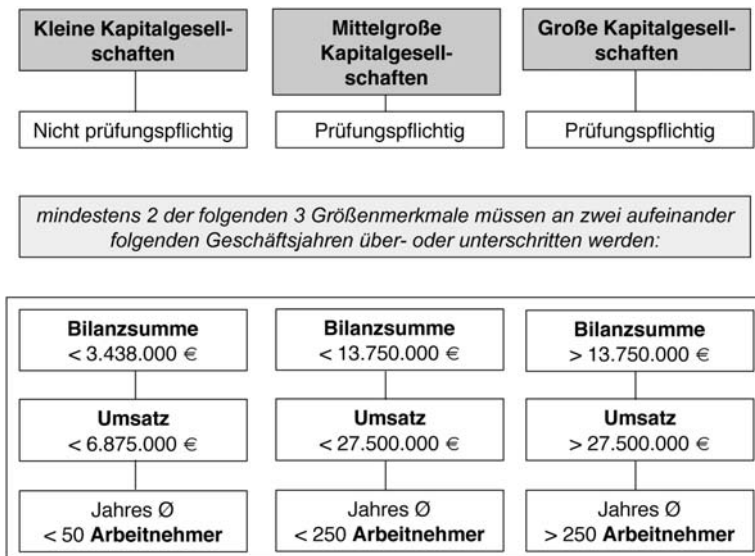 Kleine Kapitalgesell-
schaften
Mittelgroße
Kapitalgesell-
schaften
Große Kapitalgesell-
schaften
Nicht prüfungspflichtig
Prüfungspflichtig
Prüfungspflichtig
mindestens 2 der folgenden 3 Größenmerkmale müssen an zwei aufeinander
folgenden Geschäftsjahren über- oder unterschritten werden:
Bilanzsumme
< 3.438.000 €
Bilanzsumme
< 13.750.000 €
Bilanzsumme
> 13.750.000 €
Umsatz
< 6.875.000 €
Umsatz
< 27.500.000 €
Umsatz
> 27.500.000 €
Jahres Ø
< 50 Arbeitnehmer
Jahres Ø
< 250 Arbeitnehmer
Jahres Ø
> 250 Arbeitnehmer